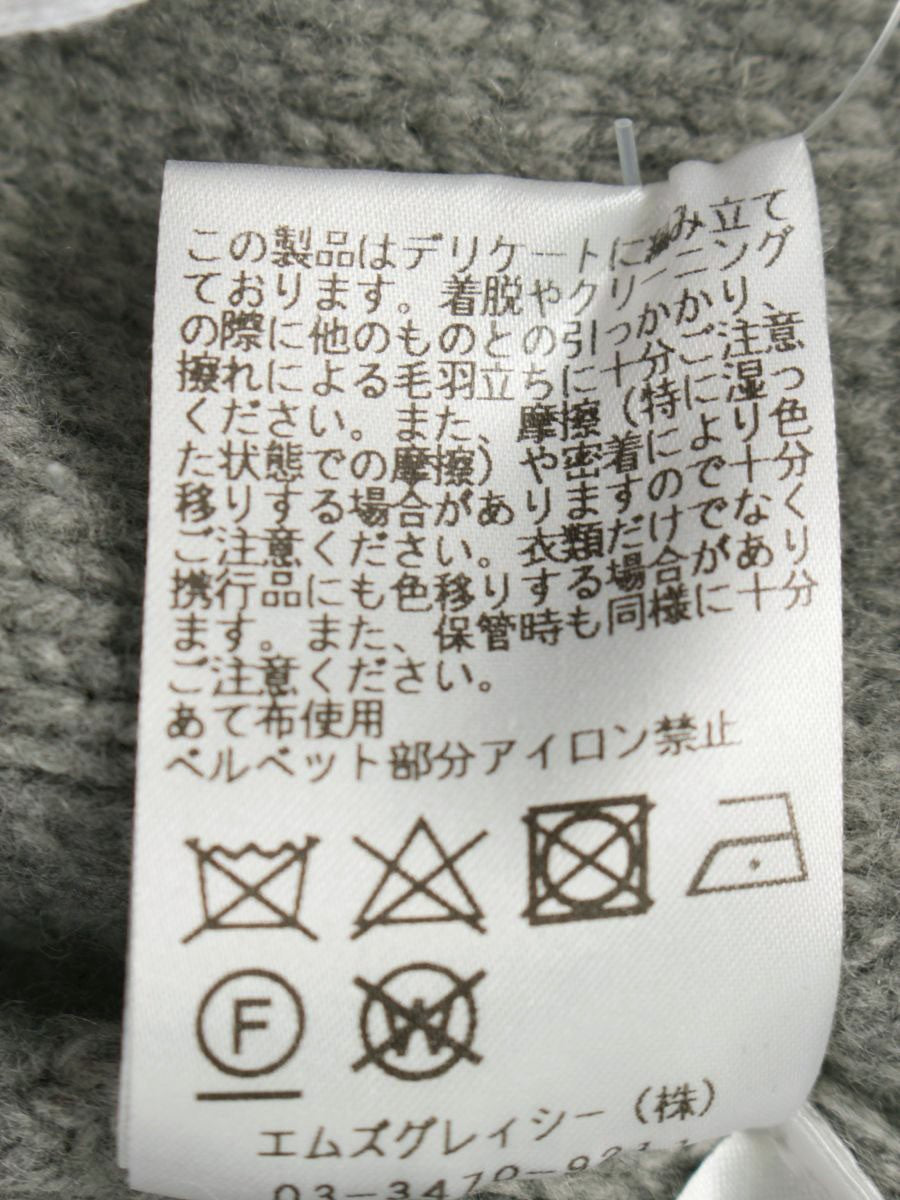 この製品はデリケートに編み立て
ております。着脱やクリーニング
の際に他のものとの引っかかり、
擦れによる毛羽立ちに十分ご注意
ください。また、摩擦（特に湿っ
た状態での摩擦）や密着により色
移りする場合がありますので十分
ご注意ください。衣類だけでなく
携行品にも色移りする場合があり
ます。また、保管時も同様に十分
ご注意ください。
あて布使用
ベルベット部分アイロン禁止
F W
エムズグレイシー（株）